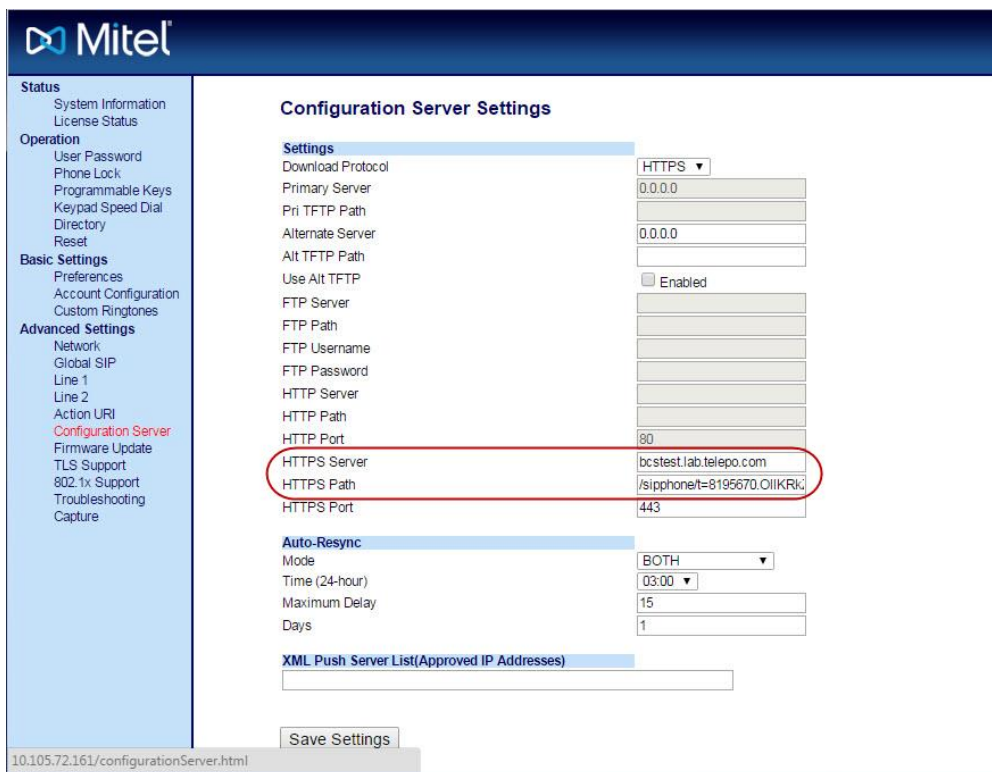 Mitel
Status
System Information
License Status
Operation
User Password
Phone Lock
Programmable Keys
Keypad Speed Dial
Directory
Reset
Basic Settings
Preferences
Account Configuration
Custom Ringtones
Advanced Settings
Network
Global SIP
Line 1
Line 2
Action URI
Configuration Server
Firmware Update
TLS Support
802.1x Support
Troubleshooting
Capture
Configuration Server Settings
Settings
Download Protocol HTTPS
Primary Server 0.0.0.0
Pri TFTP Path
Alternate Server 0.0.0.0
Alt TFTP Path
Use Alt TFTP Enabled
FTP Server
FTP Path
FTP Username
FTP Password
HTTP Server
HTTP Path
HTTP Port 80
HTTPS Server bcstest.lab.telepo.com
HTTPS Path
HTTPS Port 443
Auto-Resync
Mode BOTH
Time (24-hour) 03:00
Maximum Delay 15
Days 1
XML Push Server List(Approved IP Addresses)
Save Settings
10.105.72.161/configurationServer.html